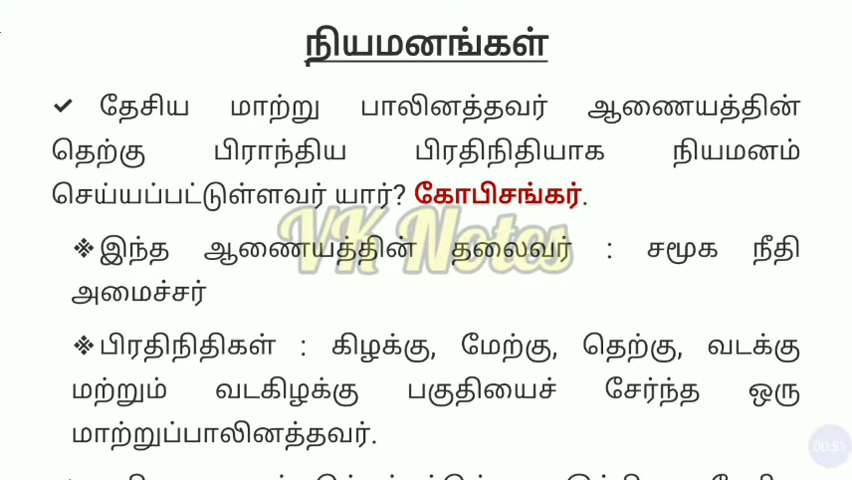 நியமனங்கள்
✓ தேசிய மாற்று பாலினத்தவர் ஆணையத்தின்
தெற்கு பிராந்திய பிரதிநிதியாக நியமனம்
செய்யப்பட்டுள்ளவர் யார்? கோபிசங்கர்.
VK Notes
❖இந்த ஆணையத்தின் தலைவர் : சமூக நீதி
அமைச்சர்
❖பிரதிநிதிகள் : கிழக்கு, மேற்கு, தெற்கு, வடக்கு
மற்றும் வடகிழக்கு பகுதியைச் சேர்ந்த ஒரு
மாற்றுப்பாலினத்தவர்.
00:51